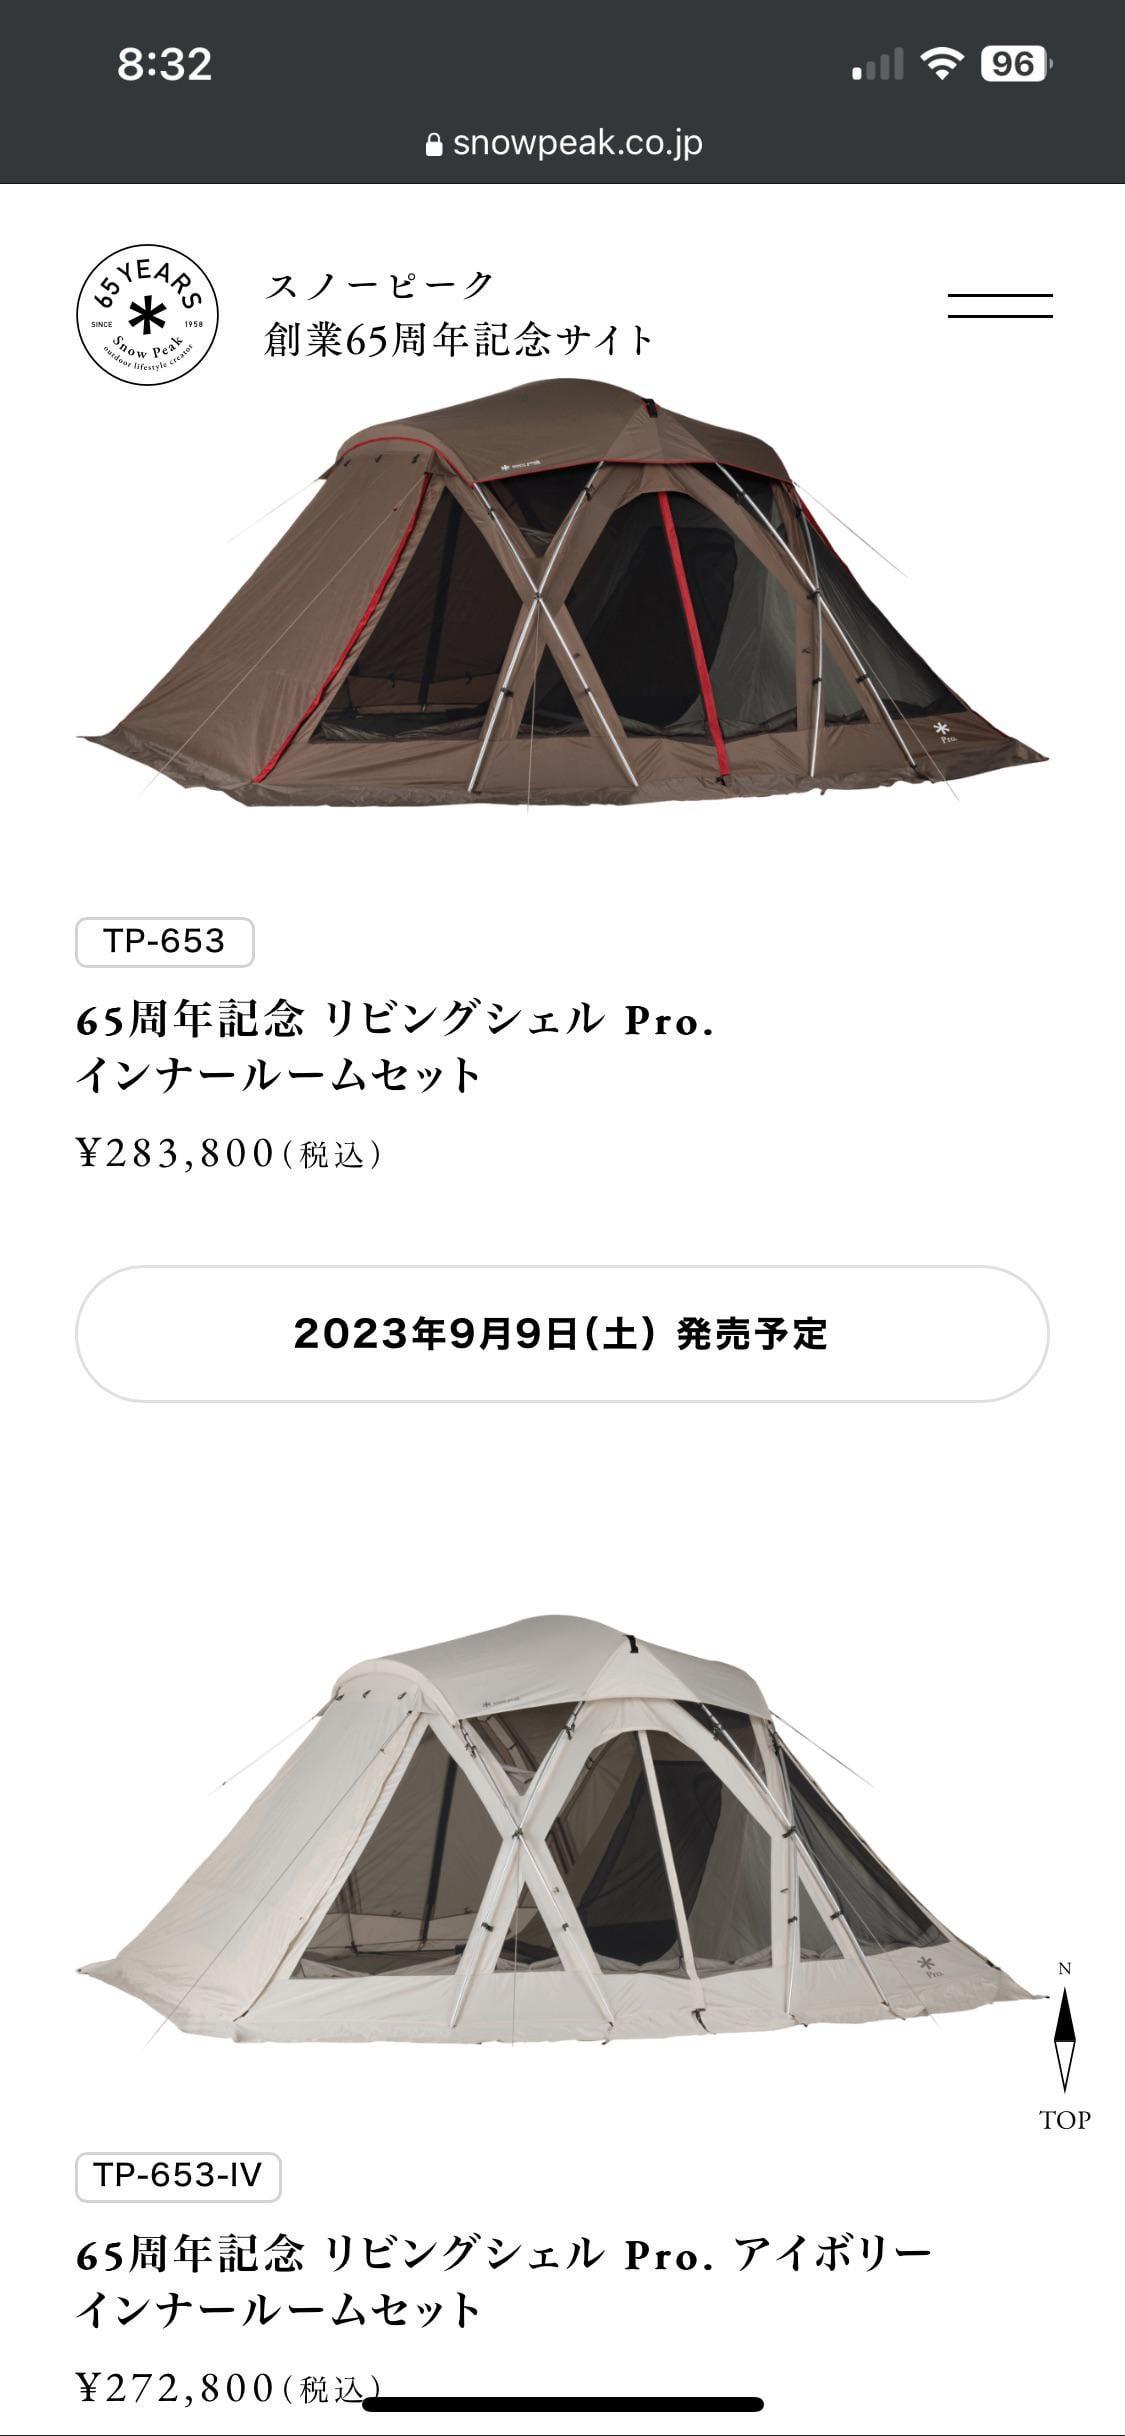 8:32
96
snowpeak.co.jp
65 YEARS
SINCE 1958
Snow Peak
outdoor lifestyle creator
スノーピーク
創業65周年記念サイト
Pro.
TP-653
65周年記念 リビングシェル Pro.
インナールームセット
¥283,800(税込)
2023年9月9日(土) 発売予定
Pro.
N
TOP
TP-653-IV
65周年記念 リビングシェル Pro. アイボリー
インナールームセット
¥272,800(税込)